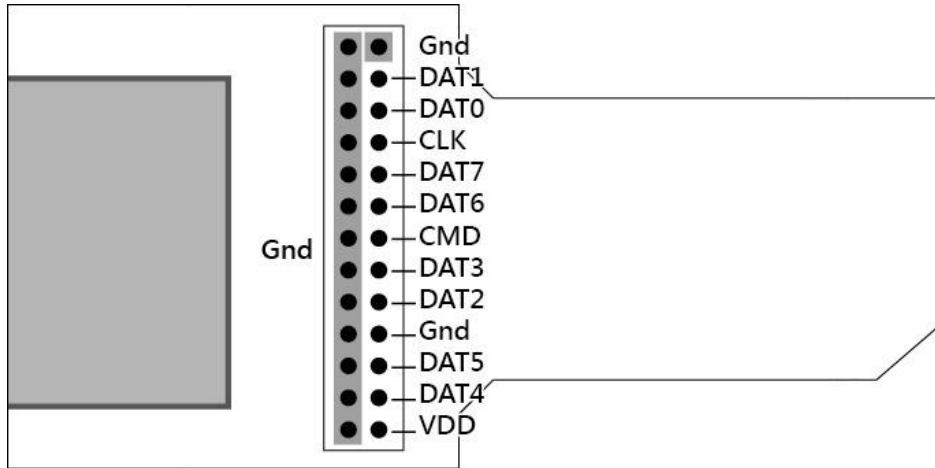 Gnd
DAT1
DAT0
CLK
DAT7
DAT6
CMD
Gnd
DAT3
DAT2
Gnd
DAT5
DAT4
VDD